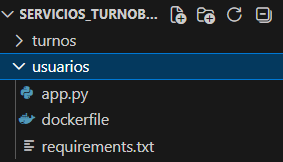 SERVICIOS_TURNOB...
turnos
usuarios
app.py
dockerfile
requirements.txt